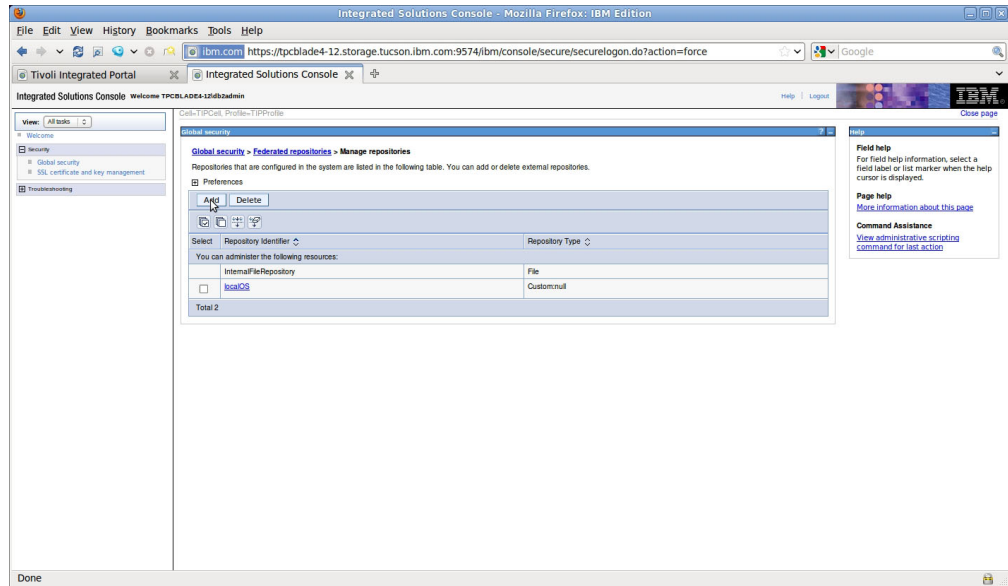 Integrated Solutions Console - Mozilla Firefox: IBM Edition
File Edit View History Bookmarks Tools Help
ibm.com https://tpcblade4-12.storage.tucson.ibm.com:9574/ibm/console/secure/securelogon.do?action=force
Google
Tivoli Integrated Portal
Integrated Solutions Console
Integrated Solutions Console Welcome TPCBLADE4-12\db2admin
Help Logout
IBM.
Cell=TIPCell, Profile=TIPProfile
Close page
View: All tasks
Welcome
Security
Global security
SSL certificate and key management
Troubleshooting
Global security ? -
Global security > Federated repositories > Manage repositories
Repositories that are configured in the system are listed in the following table. You can add or delete external repositories.
Preferences
Add Delete
Select Repository Identifier Repository Type
You can administer the following resources:
InternalFileRepository File
localOS Custom:null
Total 2
Help
Field help
For field help information, select a
field label or list marker when the help
cursor is displayed.
Page help
More information about this page
Command Assistance
View administrative scripting
command for last action
Done